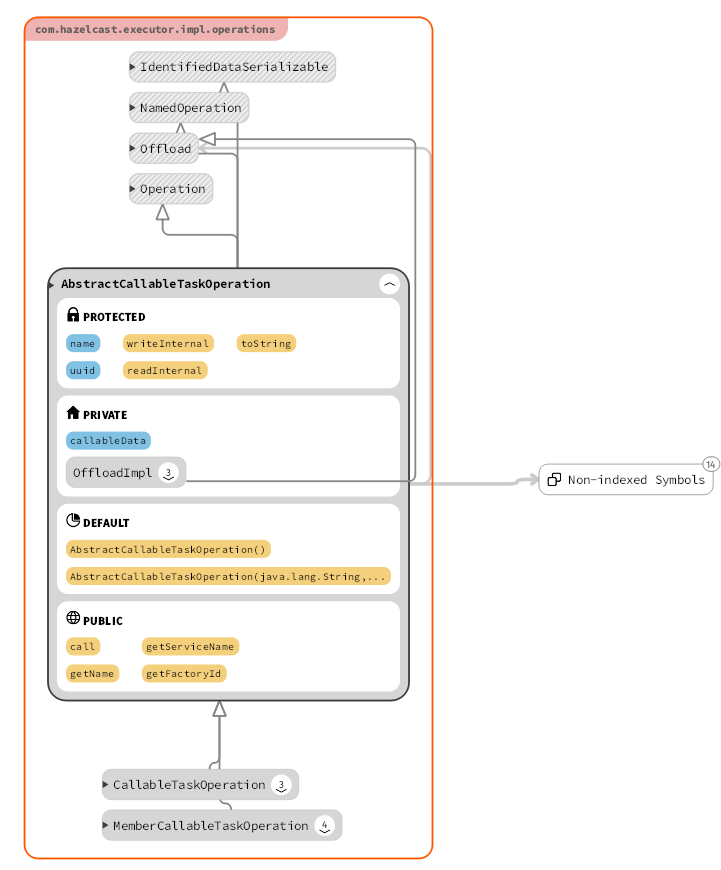 com.hazelcast.executor.impl.operations
IdentifiedDataSerializable
NamedOperation
Offload
Operation
AbstractCallableTaskOperation
PROTECTED
name writeInternal toString
uuid readInternal
PRIVATE
callableData
OffloadImpl 3
14
Non-indexed Symbols
DEFAULT
AbstractCallableTaskOperation()
AbstractCallableTaskOperation(java.lang.String,...
PUBLIC
call getServiceName
getName getFactoryId
CallableTaskOperation 3
MemberCallableTaskOperation 4